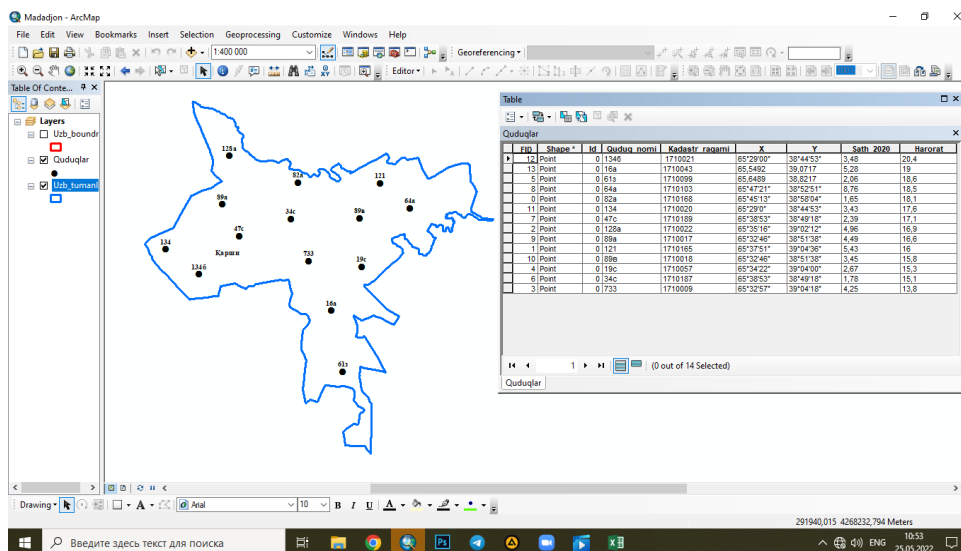 Madadjon - ArcMap
File Edit View Bookmarks Insert Selection Geoprocessing Customize Windows Help
1:400 000 Georeferencing
Editor
Table Of Conte...
Layers
Uzb_boundr
Quduqlar
Uzb_tumanl
128a
82a
121
89a
34c
89в
64a
47c
134
Карши
733
19c
134б
16a
61з
Table
Quduqlar
FID Shape * Id Quduq_nomi Kadastr_raqami X Y Sath_2020 Harorat
12 Point 0 134б 1710021 65°29'00" 38°44'53" 3,48 20,4
13 Point 0 16a 1710043 65,5492 39,0717 5,28 19
5 Point 0 61з 1710099 65,6489 38,8217 2,06 18,6
8 Point 0 64a 1710103 65°47'21" 38°52'51" 8,76 18,5
0 Point 0 82a 1710168 65°45'13" 38°58'04" 1,65 18,1
11 Point 0 134 1710020 65°29'0" 38°44'53" 3,43 17,6
7 Point 0 47c 1710189 65°38'53" 38°49'18" 2,39 17,1
2 Point 0 128a 1710022 65°35'16" 39°02'12" 4,96 16,9
9 Point 0 89a 1710017 65°32'46" 38°51'38" 4,49 16,6
1 Point 0 121 1710165 65°37'51" 39°04'36" 5,43 16
10 Point 0 89в 1710018 65°32'46" 38°51'38" 3,45 15,8
4 Point 0 19c 1710057 65°34'22" 39°04'00" 2,67 15,3
6 Point 0 34c 1710187 65°38'53" 38°49'18" 1,78 15,1
3 Point 0 733 1710009 65°32'57" 39°04'18" 4,25 13,8
1 (0 out of 14 Selected)
Quduqlar
Drawing A Arial 10 B I U A
291940,015 4268232,794 Meters
Введите здесь текст для поиска
Ps
ENG
10:53
25.05.2022